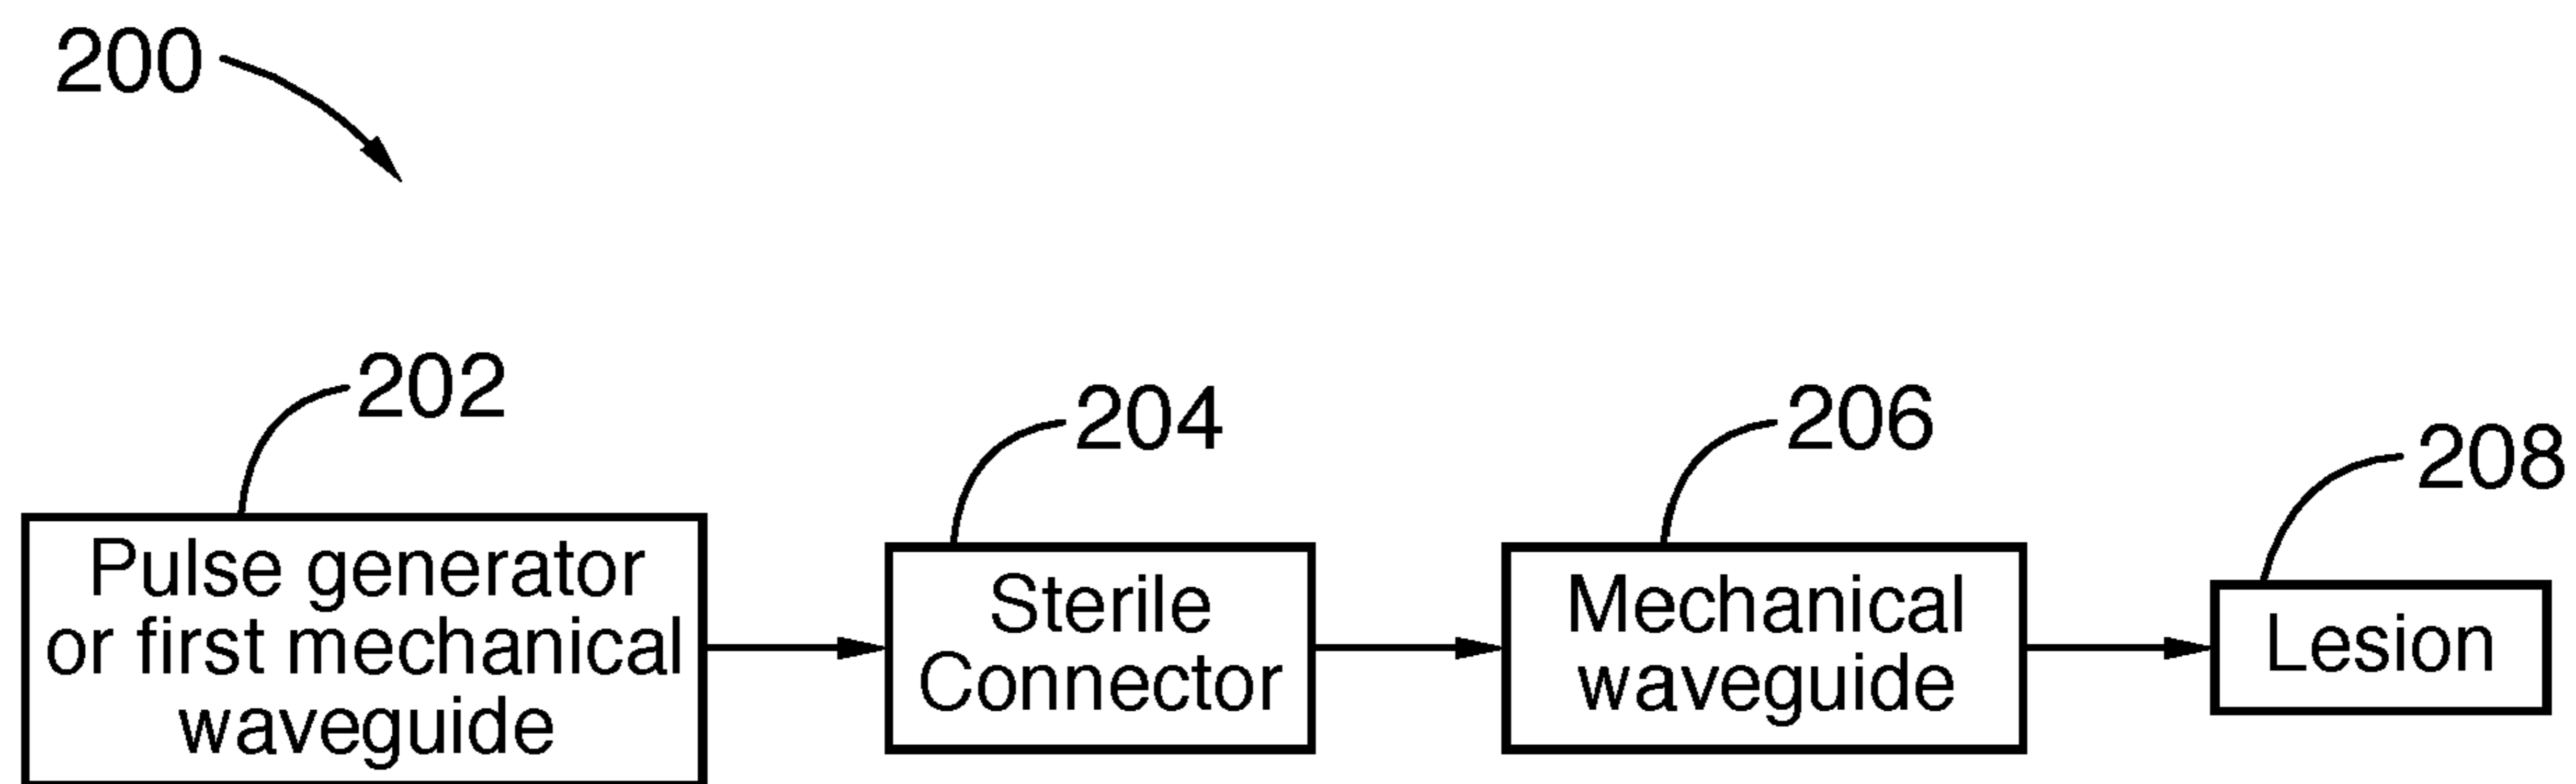 200
202
204
206
208
Pulse generator
or first mechanical
waveguide
Sterile
Connector
Mechanical
waveguide
Lesion